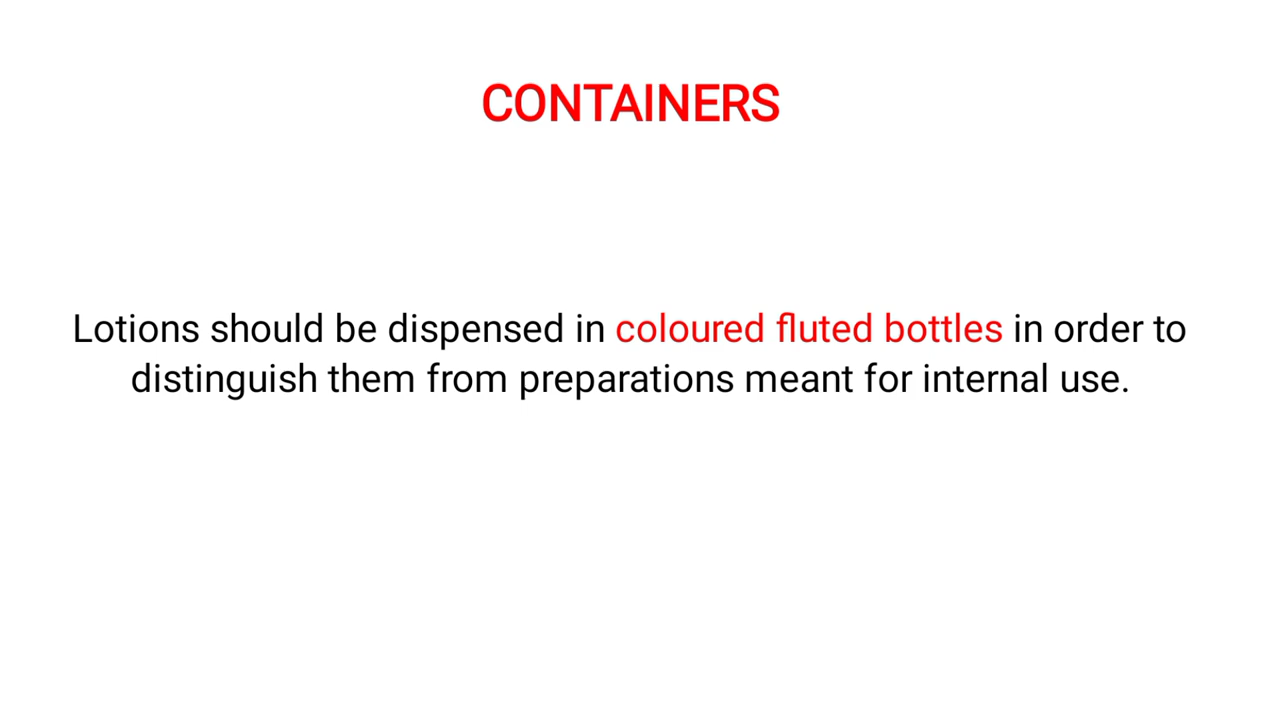 CONTAINERS
Lotions should be dispensed in coloured fluted bottles in order to
distinguish them from preparations meant for internal use.